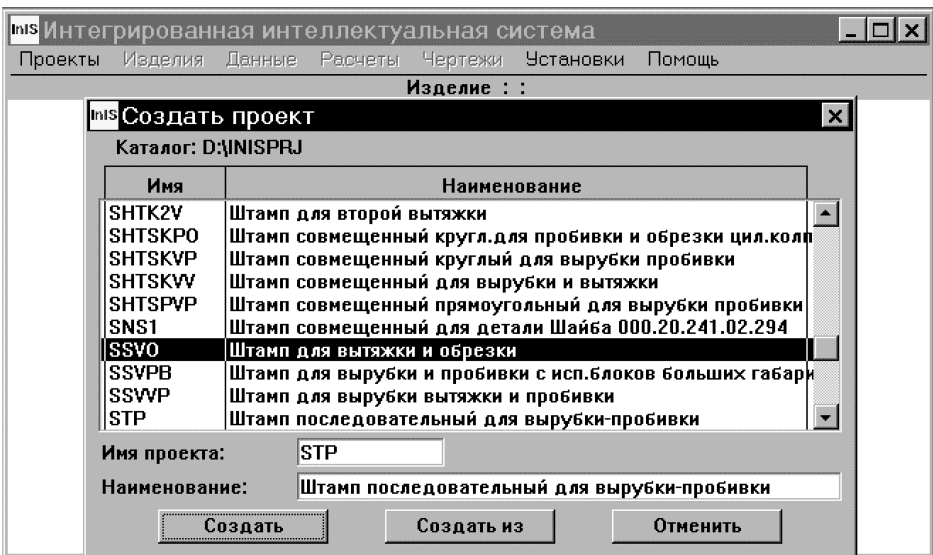 InIS Интегрированная интеллектуальная система
Проекты Изделия Данные Расчеты Чертежи Установки Помощь
Изделие : :
InIS Создать проект
Каталог: D:\INISPRJ
Имя Наименование
SHTK2V Штамп для второй вытяжки
SHTSKPO Штамп совмещенный кругл.для пробивки и обрезки цил.колп
SHTSKVP Штамп совмещенный круглый для вырубки пробивки
SHTSKVV Штамп совмещенный для вырубки и вытяжки
SHTSPVP Штамп совмещенный прямоугольный для вырубки пробивки
SNS1 Штамп совмещенный для детали Шайба 000.20.241.02.294
SSVO Штамп для вытяжки и обрезки
SSVPB Штамп для вырубки и пробивки с исп.блоков больших габари
SSVVP Штамп для вырубки вытяжки и пробивки
STP Штамп последовательный для вырубки-пробивки
Имя проекта: STP
Наименование: Штамп последовательный для вырубки-пробивки
Создать Создать из Отменить